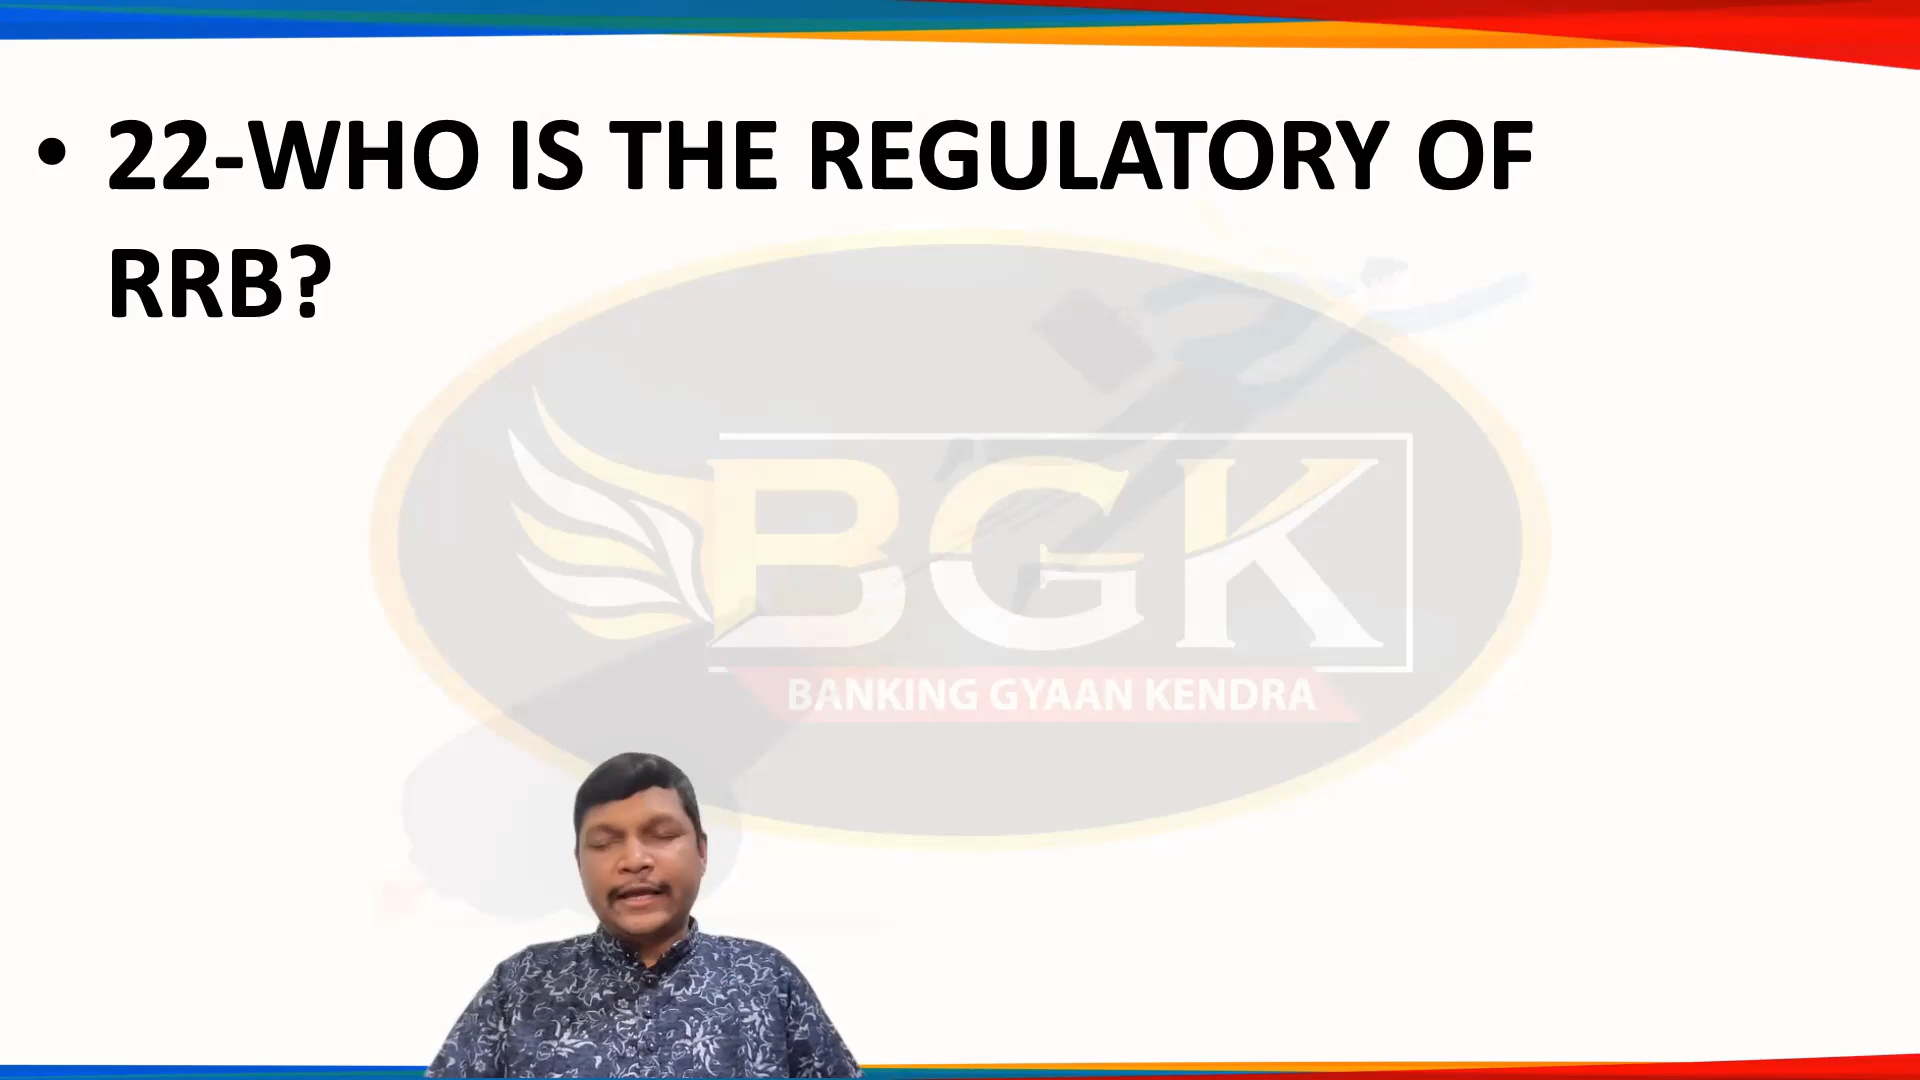 • 22-WHO IS THE REGULATORY OF
RRB?
BGK
BANKING GYAAN KENDRA